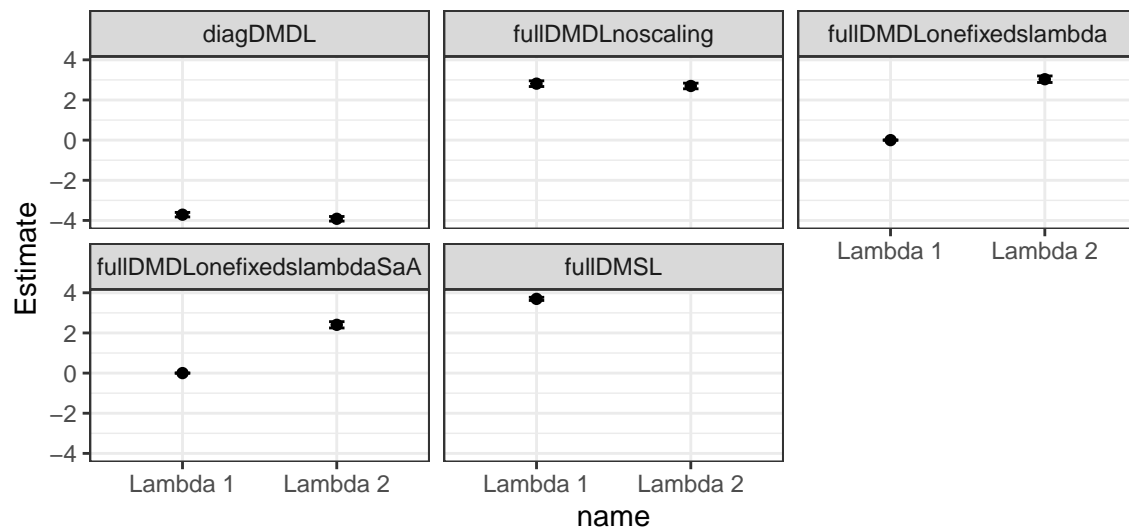 diagDMDL
fullDMDLnoscaling
fullDMDLonefixedslambda
4
2
0
−2
−4
Lambda 1
Lambda 2
Estimate
fullDMDLonefixedslambdaSaA
fullDMSL
4
2
0
−2
−4
Lambda 1
Lambda 2
Lambda 1
Lambda 2
name